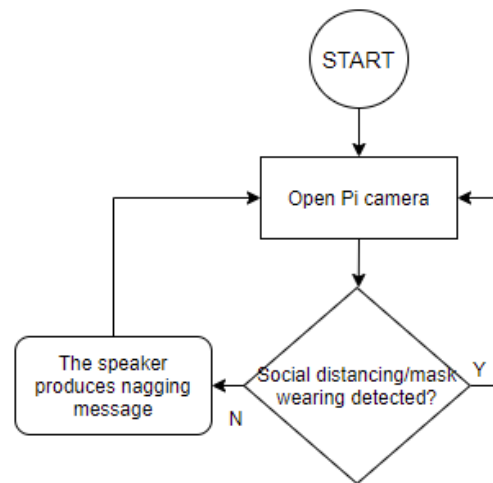 START
Open Pi camera
Social distancing/mask
wearing detected?
Y
N
The speaker
produces nagging
message